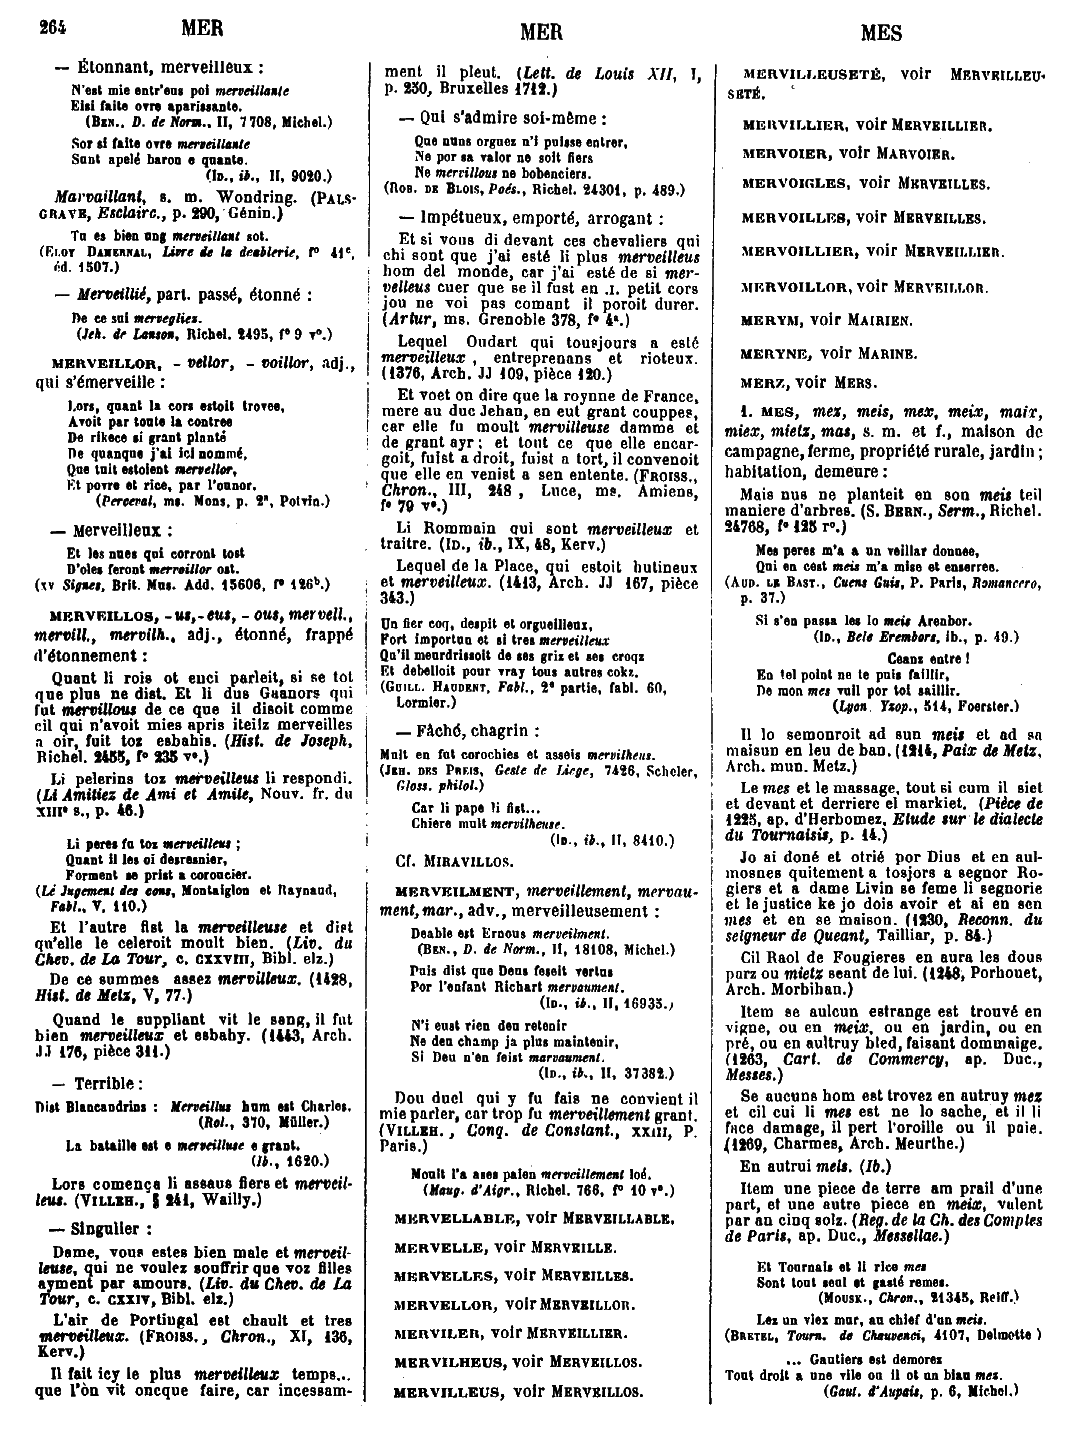 264 MER
MER
MES
— Étonnant, merveilleux :
N'est mie entr'eus poi merveillante
Eisi faite ovre aparissante.
(BEN., D. de Norm., II, 7708, Michel.)
Sor si faite ovre merveillante
Sunt apelé baron e quante.
(ID., ib., II, 9020.)
Marvaillant, s. m. Wondring. (PALS-
GRAVE, Esclairc., p. 290, Génin.)
Tu es bien ung merveillant sot.
(ELOY DAMERNAL, Livre de la deablerie, f° 41c,
éd. 1507.)
— Merveillié, part. passé, étonné :
De ce sui mervegliez.
(Jeh. de Lanson, Richel. 2495, f° 9 v°.)
MERVEILLOR, - vellor, - voillor, adj.,
qui s'émerveille :
Lors, quant la cors estoit trovee,
Avoit par toute la contree
De rikece si grant planté
De quanque j'ai ici nommé,
Que tuit estoient mervellor,
Et povre et rice, par l'ounor.
(Perceval, ms. Mons, p. 2a, Potvin.)
— Merveilleux :
Et les nues qui corront tost
D'oles feront merroillor ost.
(XV Signes, Brit. Mus. Add. 15606, f° 126b.)
MERVEILLOS, -us, -eus, - ous, mervell.,
mervill., mervilh., adj., étonné, frappé
d'étonnement :
Quant li rois ot euci parleit, si se tot
que plus ne dist. Et li dus Guanors qui
fut mervillous de ce que il disoit comme
cil qui n'avoit mies apris iteilz merveilles
a oir, fuit toz esbahis. (Hist. de Joseph,
Richel. 2455, f° 235 v°.)
Li pelerins toz merveilleus li respondi.
(Li Amitiez de Ami et Amile, Nouv. fr. du
XIIIe s., p. 46.)
Li peres fu toz merveilleus ;
Quant il les oi desresnier,
Forment se prist a coroucier.
(Le Jugement des cons, Montaiglon et Raynaud,
Fabl., V, 110.)
Et l'autre fist la merveilleuse et dist
qu'elle le celeroit moult bien. (Liv. du
Chev. de La Tour, c. CXXVIII, Bibl. elz.)
De ce summes assez mervilleux. (1428,
Hist. de Metz, V, 77.)
Quand le suppliant vit le sang, il fut
bien merveilleux et esbahy. (1443, Arch.
JJ 176, pièce 311.)
— Terrible :
Dist Blancandrins : Merveillus hum est Charles.
(Rol., 370, Müller.)
La bataille est e merveilluse e grant.
(Ib., 1620.)
Lors comença li assaus fiers et merveil-
leus. (VILLEH., § 241, Wailly.)
— Singulier :
Dame, vous estes bien male et merveil-
leuse, qui ne voulez souffrir que voz filles
ayment par amours. (Liv. du Chev. de La
Tour, c. CXXIV, Bibl. elz.)
L'air de Portingal est chault et tres
merveilleux. (FROISS., Chron., XI, 136,
Kerv.)
Il fait icy le plus merveilleux temps...
que l'on vit oncque faire, car incessam-
ment il pleut. (Lett. de Louis XII, I,
p. 250, Bruxelles 1712.)
— Qui s'admire soi-même :
Que nuns orguez n'i puisse entrer,
Ne por sa valor ne soit fiers
Ne mervillous ne bobenciers.
(ROB. DE BLOIS, Poés., Richel. 24301, p. 489.)
— Impétueux, emporté, arrogant :
Et si vous di devant ces chevaliers qui
chi sont que j'ai esté li plus merveilleus
hom del monde, car j'ai esté de si mer-
velleus cuer que se il fust en .I. petit cors
jou ne voi pas comant il poroit durer.
(Artur, ms. Grenoble 378, f° 4a.)
Lequel Oudart qui tousjours a esté
merveilleux , entreprenans et rioteux.
(1376, Arch. JJ 109, pièce 120.)
Et voet on dire que la royne de France,
mere au duc Jehan, en eut grant couppes,
car elle fu moult mervilleuse damme et
de grant ayr ; et tout ce que elle encar-
goit, fuist a droit, fuist a tort, il convenoit
que elle en venist a sen entente. (FROISS.,
Chron., III, 248 , Luce, ms. Amiens,
f° 79 v°.)
Li Rommain qui sont merveilleux et
traitre. (ID., ib., IX, 48, Kerv.)
Lequel de la Place, qui estoit hutineux
et merveilleux. (1413, Arch. JJ 167, pièce
343.)
Un fier coq, despit et orgueilleux,
Fort importun et si tres merveilleux
Qu'il meurdrissoit de ses griz et ses croqz
Et debelloit pour vray tous autres cokz.
(GUILL. HAUDENT, Fabl., 2e partie, fabl. 60,
Lormier.)
— Fâché, chagrin :
Mult en fut corochies et asseis mervilheus.
(JEH. DES PREIS, Geste de Liege, 7426, Scheler,
Gloss. philol.)
Car li pape li fist...
Chiere mult mervilheuse.
(ID., ib., II, 8410.)
Cf. MIRAVILLOS.
MERVEILMENT, merveillement, mervau-
ment, mar., adv., merveilleusement :
Deable est Ernous merveilment.
(BEN., D. de Norm., II, 18108, Michel.)
Puis dist que Deus feseit vertus
Por l'enfant Richart mervaument.
(ID., ib., II, 16935.)
N'i eust rien deu retenir
Ne deu champ ja plus maintenir,
Si Deu n'en feist marvaument.
(ID., ib., II, 37382.)
Dou duel qui y fu fais ne convient il
mie parler, car trop fu merveillement grant.
(VILLEH. , Conq. de Constant., XXIII, P.
Paris.)
Moult l'a ases paien merveillement loé.
(Maug. d'Aigr., Richel. 766, f° 10 v°.)
MERVELLABLE, voir MERVEILLABLE.
MERVELLE, voir MERVEILLE.
MERVELLES, voir MERVEILLES.
MERVELLOR, voir MERVEILLOR.
MERVILER, voir MERVEILLIER.
MERVILHEUS, voir MERVEILLOS.
MERVILLEUS, voir MERVEILLOS.
MERVILLEUSETÉ, voir MERVEILLEU-
SETÉ.
MERVILLIER, voir MERVEILLIER.
MERVOIER, voir MARVOIER.
MERVOIGLES, voir MERVEILLES.
MERVOILLES, voir MERVEILLES.
MERVOILLIER, voir MERVEILLIER.
MERVOILLOR, voir MERVEILLOR.
MERYM, voir MAIRIEN.
MERYNE, voir MARINE.
MERZ, voir MERS.
1. MES, mez, meis, mex, meix, maix,
miex, mietz, mas, s. m. et f., maison de
campagne, ferme, propriété rurale, jardin ;
habitation, demeure :
Mais nus ne planteit en son meis teil
maniere d'arbres. (S. BERN., Serm., Richel.
24768, f° 125 r°.)
Mes peres m'a a un veillar donnee,
Qui en cest meis m'a mise et enserree.
(AUD. LE BAST., Cuens Guis, P. Paris, Romancero,
p. 37.)
Si s'en passa les lo meis Arenbor.
(ID., Bele Erembors, ib., p. 49.)
Ceanz entre !
En tel point ne te puis faillir,
De mon mes vuil por toi saillir.
(Lyon. Yzop., 514, Foerster.)
Il lo semonroit ad sun meis et ad sa
maisun en leu de ban. (1214, Paix de Metz,
Arch. mun. Metz.)
Le mes et le massage, tout si cum il siet
et devant et derriere el markiet. (Pièce de
1225, ap. d'Herbomez, Etude sur le dialecte
du Tournaisis, p. 14.)
Jo ai doné et otrié por Dius et en aul-
mosnes quitement a tosjors a segnor Ro-
giers et a dame Livin se feme li segnorie
et le justice ke jo dois avoir et ai en sen
mes et en se maison. (1230, Reconn. du
seigneur de Queant, Tailliar, p. 84.)
Cil Raol de Fougieres en aura les dous
parz ou mietz seant de lui. (1248, Porhouet,
Arch. Morbihan.)
Item se aulcun estrange est trouvé en
vigne, ou en meix, ou en jardin, ou en
pré, ou en aultruy bled, faisant dommaige.
(1263, Cart. de Commercy, ap. Duc.,
Messes.)
Se aucuns hom est trovez en autruy mez
et cil cui li mes est ne lo sache, et il li
face damage, il pert l'oroille ou il paie.
(1269, Charmes, Arch. Meurthe.)
En autrui meis. (Ib.)
Item une piece de terre am prail d'une
part, et une autre piece en meix, valent
par an cinq solz. (Reg. de la Ch. des Comptes
de Paris, ap. Duc., Messellae.)
Et Tournais et li rice mes
Sont tout seul et gasté remes.
(MOUSK., Chron., 21345, Reiff.)
Lez un viez mur, au chief d'un meis.
(BRETEL, Tourn. de Chauvenci, 4107, Delmotte )
... Gautiers est demorez
Tout droit a une vile ou il ot un biau mes.
(Gaut. d'Aupais, p. 6, Michel.)